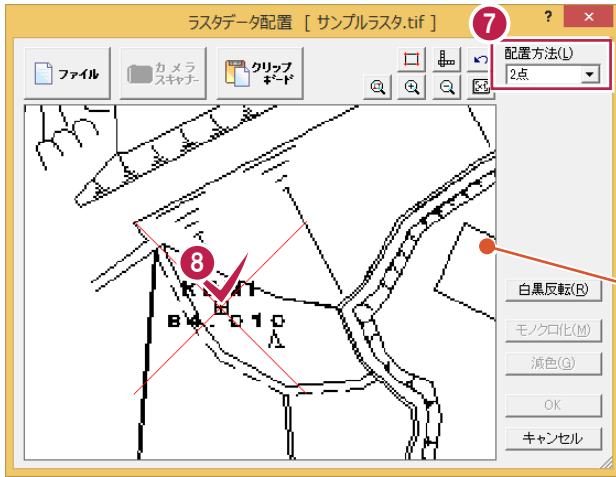 ラスタデータ配置 [ サンプルラスタ.tif ]
?
×
7
ファイル
カメラ
スキャナー
クリップ
ボード
配置方法(L)
2点
8
白黒反転(R)
モノクロ化(M)
減色(G)
OK
キャンセル